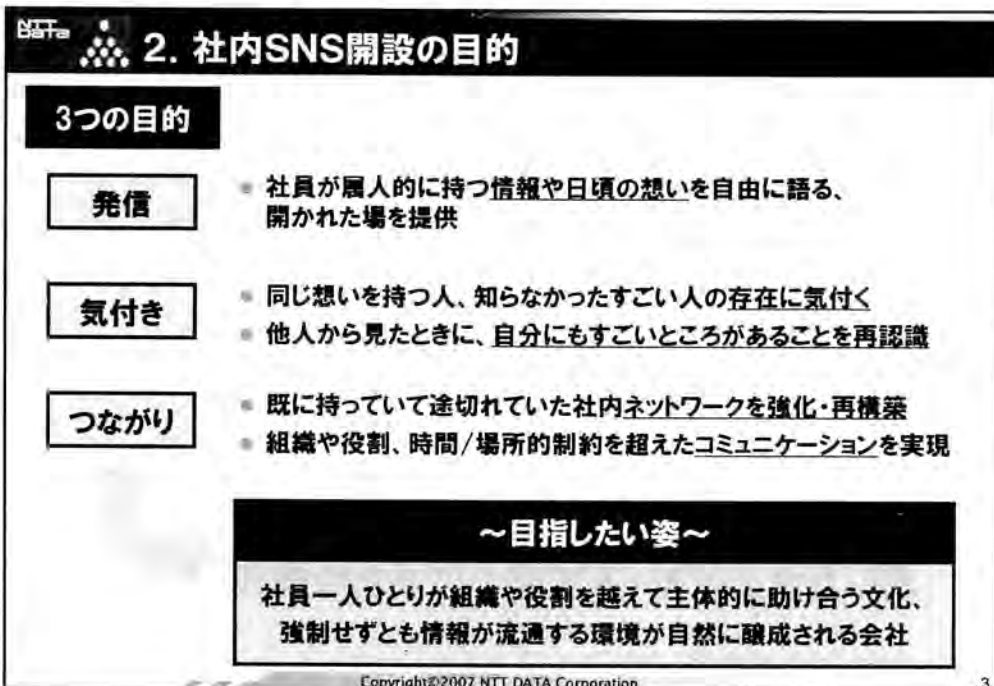 NTT DATA
2. 社内SNS開設の目的
3つの目的
発信
社員が属人的に持つ情報や日頃の想いを自由に語る、
開かれた場を提供
気付き
同じ想いを持つ人、知らなかったすごい人の存在に気付く
他人から見たときに、自分にもすごいところがあることを再認識
つながり
既に持っていて途切れていた社内ネットワークを強化・再構築
組織や役割、時間/場所的制約を超えたコミュニケーションを実現
～目指したい姿～
社員一人ひとりが組織や役割を越えて主体的に助け合う文化、
強制せずとも情報が流通する環境が自然に醸成される会社
Copyright©2007 NTT DATA Corporation
3